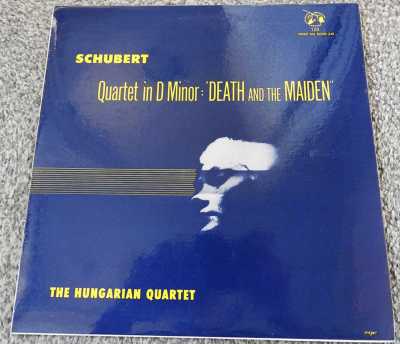 SCHUBERT
Quartet in D Minor: "DEATH AND THE MAIDEN"
THE HUNGARIAN QUARTET